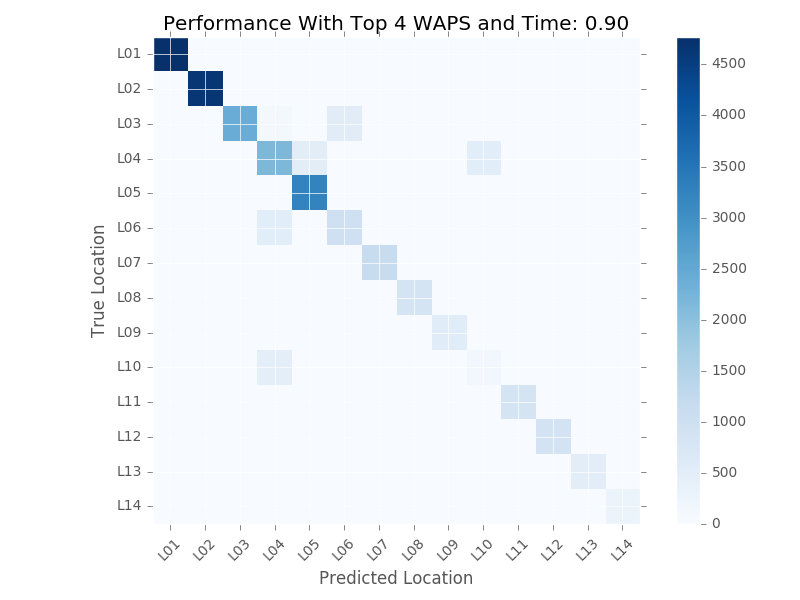 Performance With Top 4 WAPS and Time: 0.90
L01
L02
L03
L04
L05
L06
L07
L08
L09
L10
L11
L12
L13
L14
True Location
L01 L02 L03 L04 L05 L06 L07 L08 L09 L10 L11 L12 L13 L14
Predicted Location
4500
4000
3500
3000
2500
2000
1500
1000
500
0